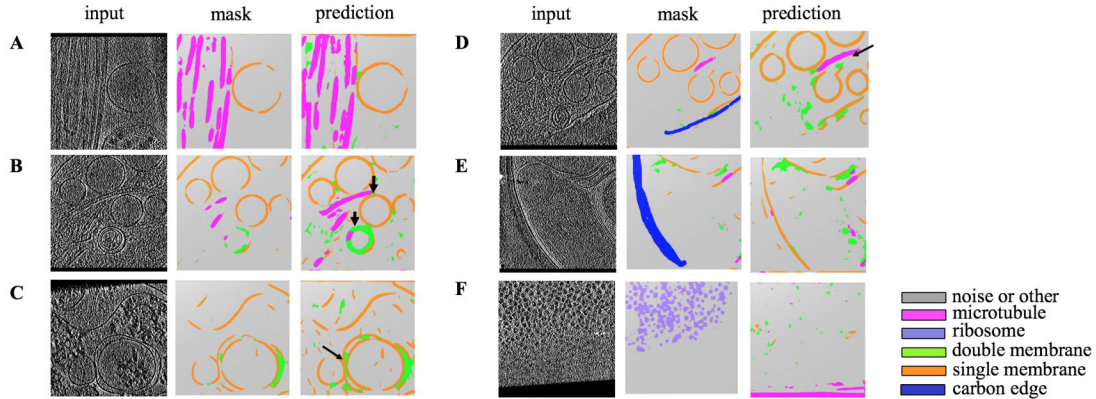 input mask prediction
input mask prediction
A
B
C
D
E
F
noise or other
microtubule
ribosome
double membrane
single membrane
carbon edge